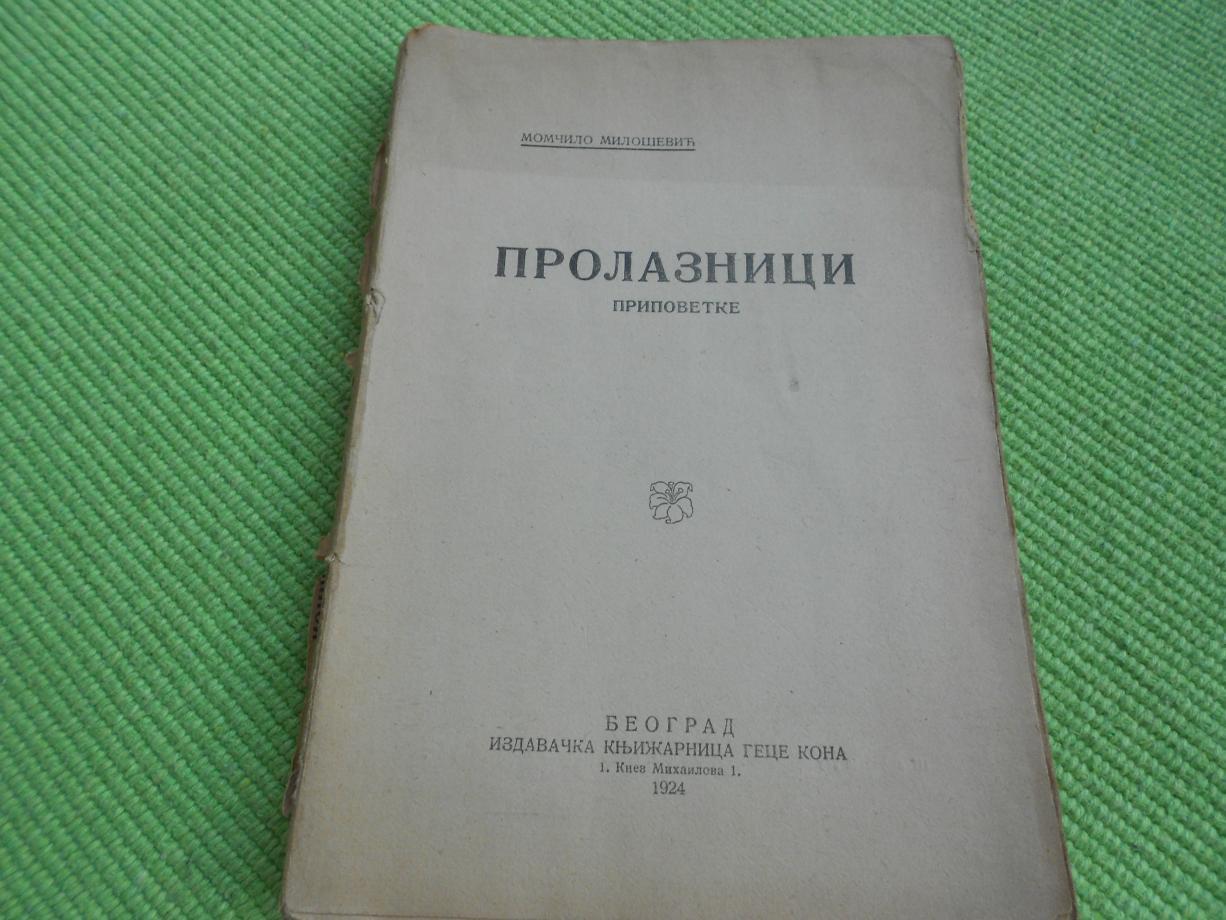 МОМЧИЛО МИЛОШЕВИЋ
ПРОЛАЗНИЦИ
ПРИПОВЕТКЕ
БЕОГРАД
ИЗДАВАЧКА КЊИЖАРНИЦА ГЕЦЕ КОНА
1. Кнез Михаилова 1.
1924